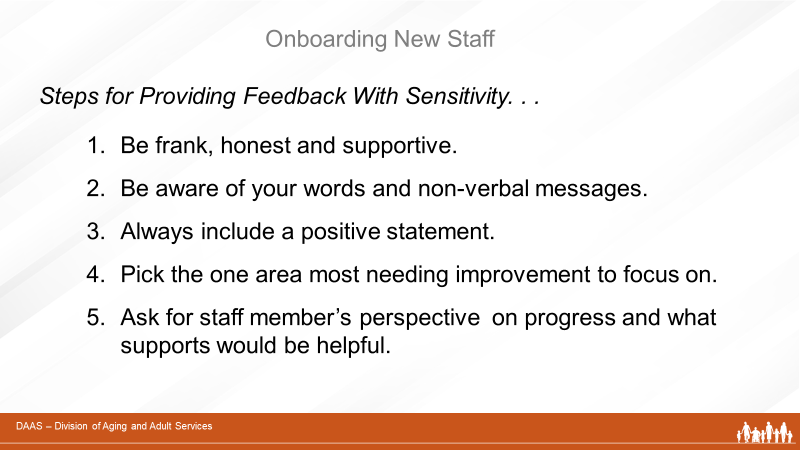 Onboarding New Staff
Steps for Providing Feedback With Sensitivity. . .
1. Be frank, honest and supportive.
2. Be aware of your words and non-verbal messages.
3. Always include a positive statement.
4. Pick the one area most needing improvement to focus on.
5. Ask for staff member’s perspective  on progress and what
supports would be helpful.
DAAS – Division of Aging and Adult Services